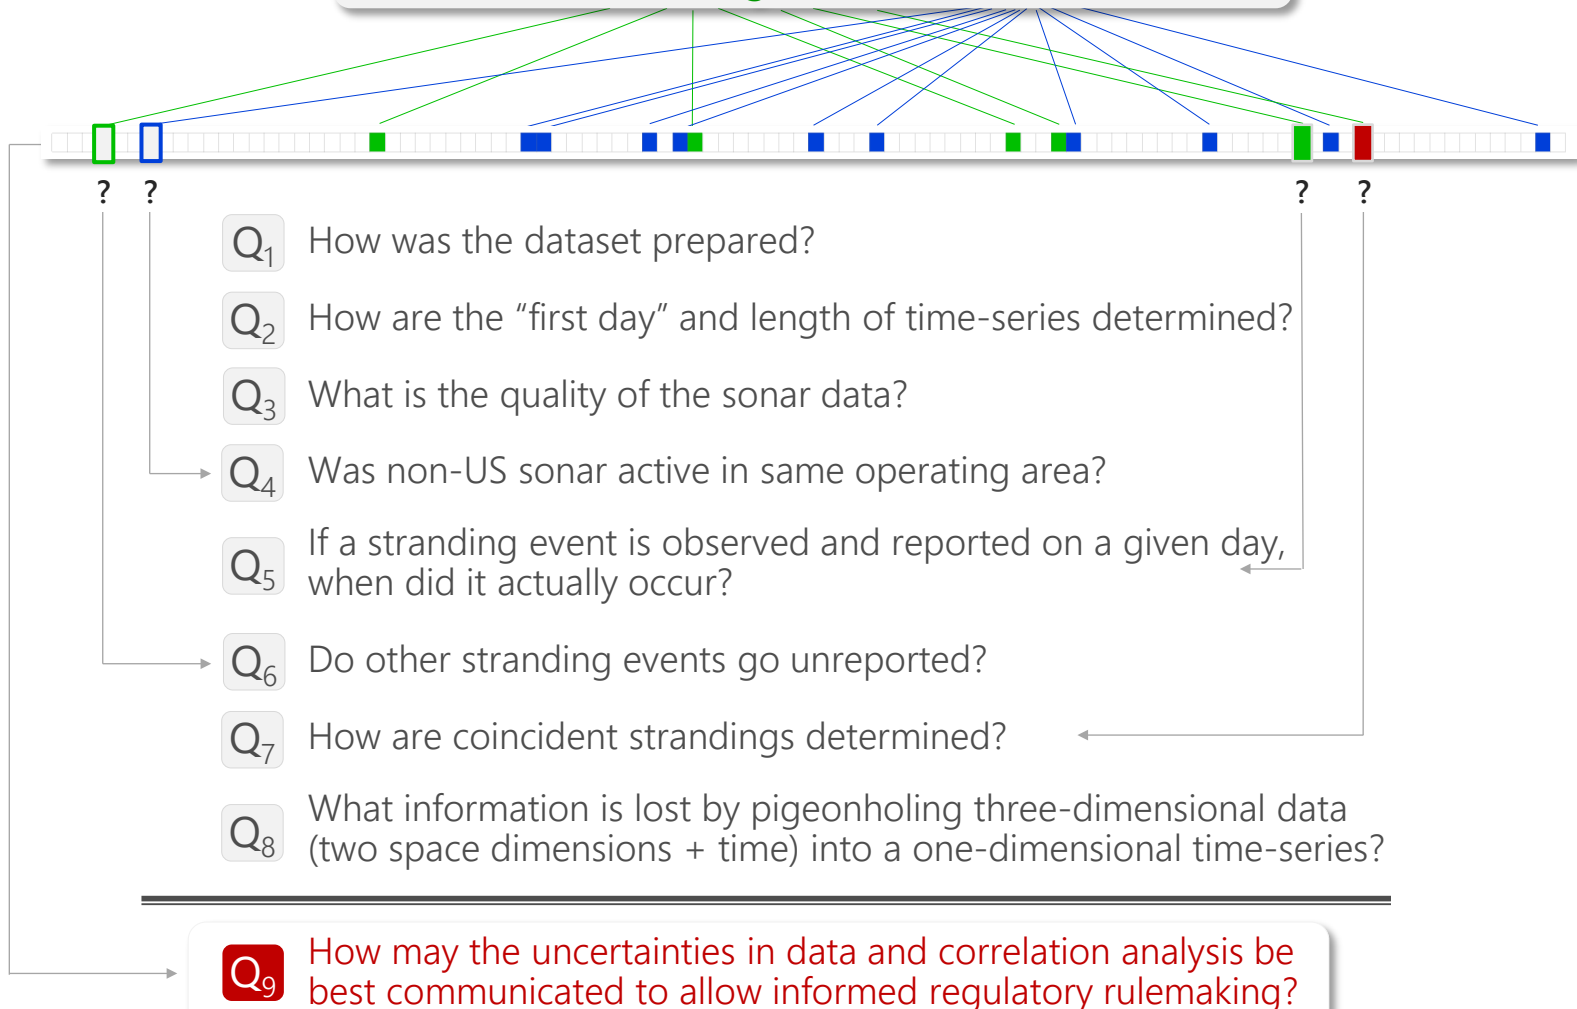 ? ? ? ?
Q1 How was the dataset prepared?
Q2 How are the “first day” and length of time-series determined?
Q3 What is the quality of the sonar data?
Q4 Was non-US sonar active in same operating area?
Q5 If a stranding event is observed and reported on a given day,
when did it actually occur?
Q6 Do other stranding events go unreported?
Q7 How are coincident strandings determined?
Q8 What information is lost by pigeonholing three-dimensional data
(two space dimensions + time) into a one-dimensional time-series?
Q9 How may the uncertainties in data and correlation analysis be
best communicated to allow informed regulatory rulemaking?